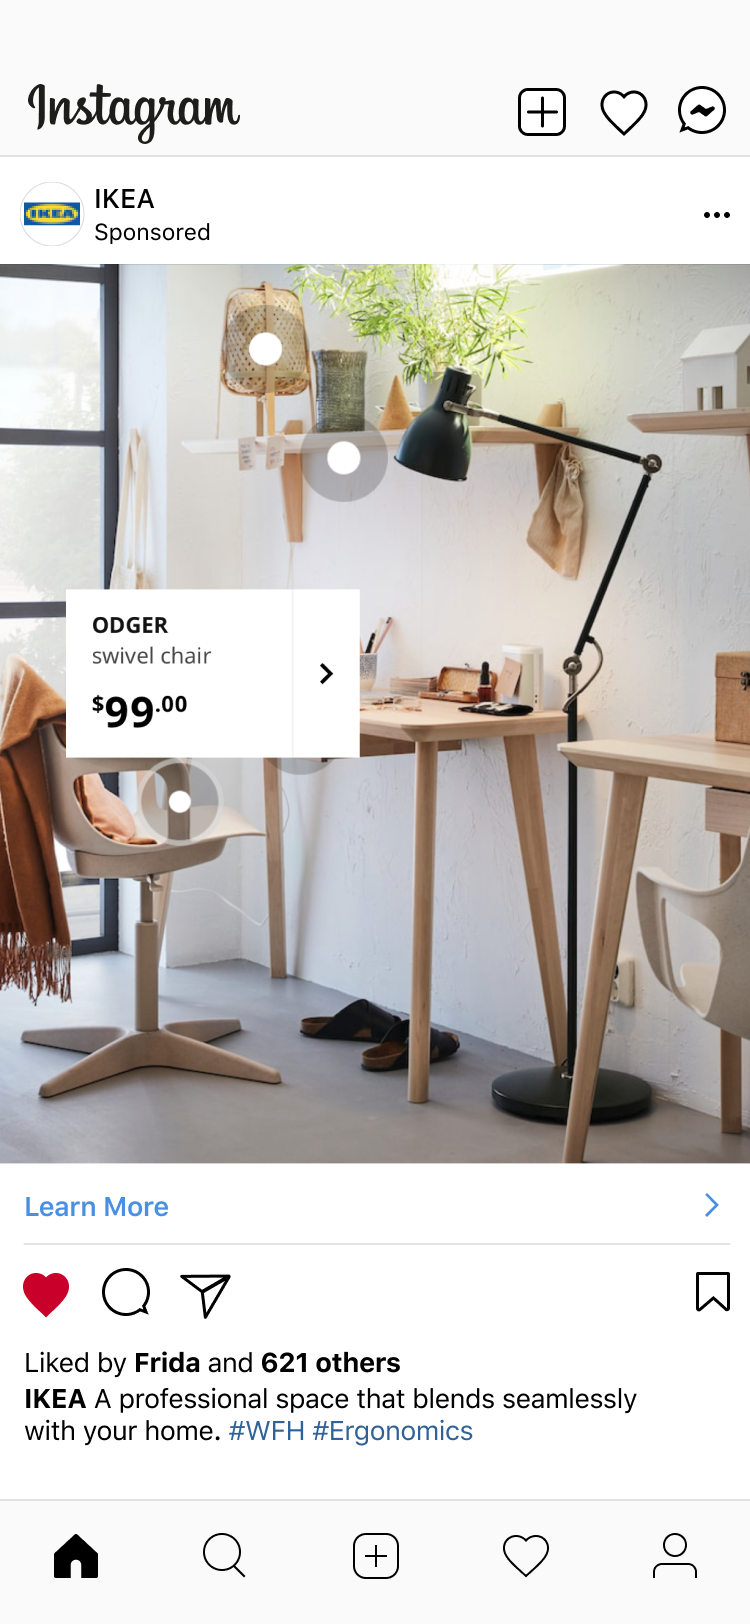 Instagram
IKEA
IKEA
Sponsored
ODGER
swivel chair
$99.00
Learn More
Liked by Frida and 621 others
IKEA A professional space that blends seamlessly
with your home. #WFH #Ergonomics